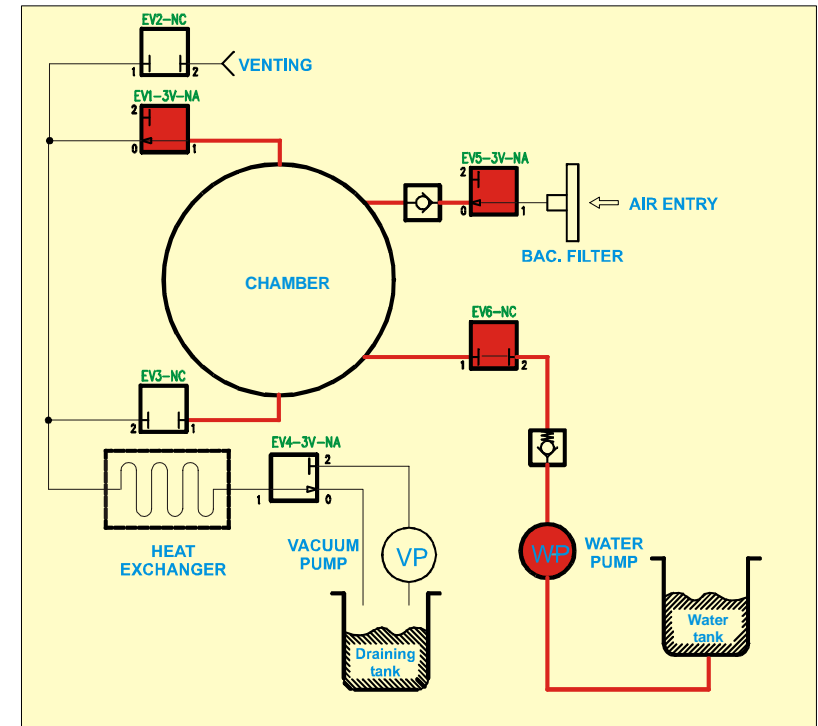 EV2-NC
1 2
VENTING
EV1-3V-NA
2
0 1
EV5-3V-NA
2
0 1
AIR ENTRY
BAC. FILTER
CHAMBER
EV6-NC
1 2
EV3-NC
2 1
EV4-3V-NA
2
1 0
HEAT
EXCHANGER
VACUUM
PUMP
VP
WP
WATER
PUMP
Water
tank
Draining
tank